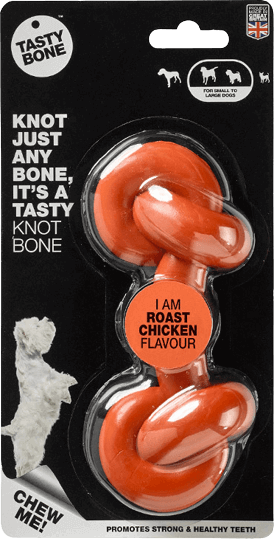 TASTY
BONE
PROUDLY
MADE IN
GREAT
BRITAIN
FOR SMALL TO
LARGE DOGS
KNOT
JUST
ANY
BONE,
IT'S A
TASTY
KNOT
BONE
I AM
ROAST
CHICKEN
FLAVOUR
CHEW
ME!
PROMOTES STRONG & HEALTHY TEETH